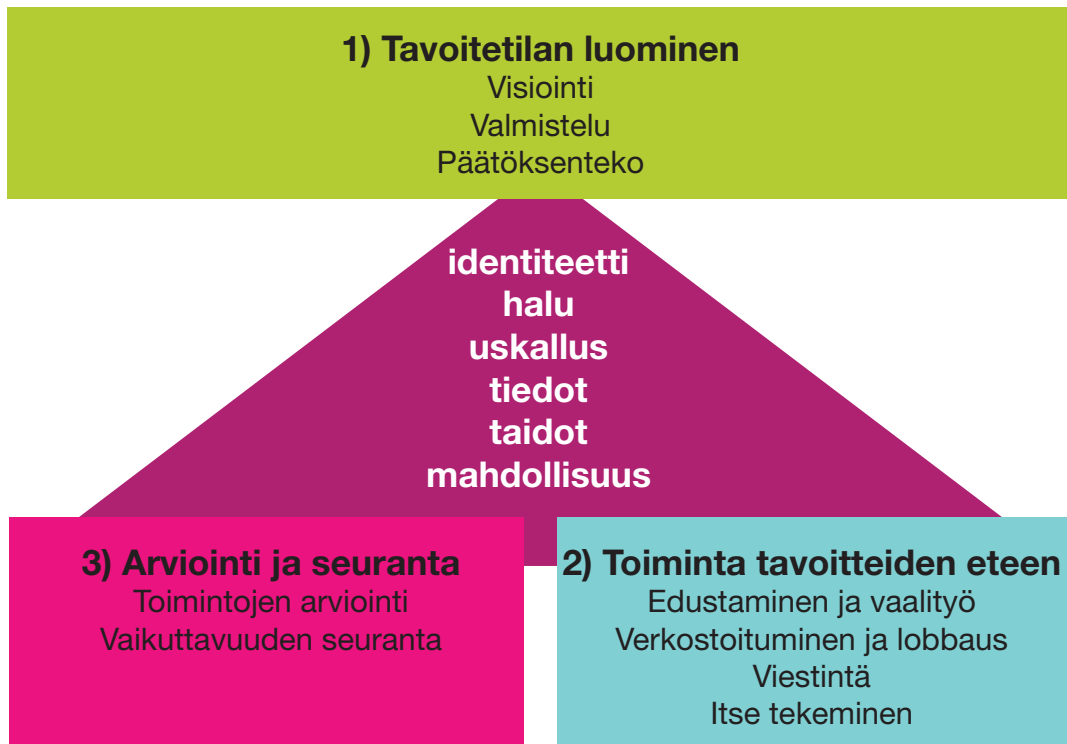 1) Tavoitetilan luominen
Visiointi
Valmistelu
Päätöksenteko
identiteetti
halu
uskallus
tiedot
taidot
mahdollisuus
3) Arviointi ja seuranta
Toimintojen arviointi
Vaikuttavuuden seuranta
2) Toiminta tavoitteiden eteen
Edustaminen ja vaalityö
Verkostoituminen ja lobbaus
Viestintä
Itse tekeminen